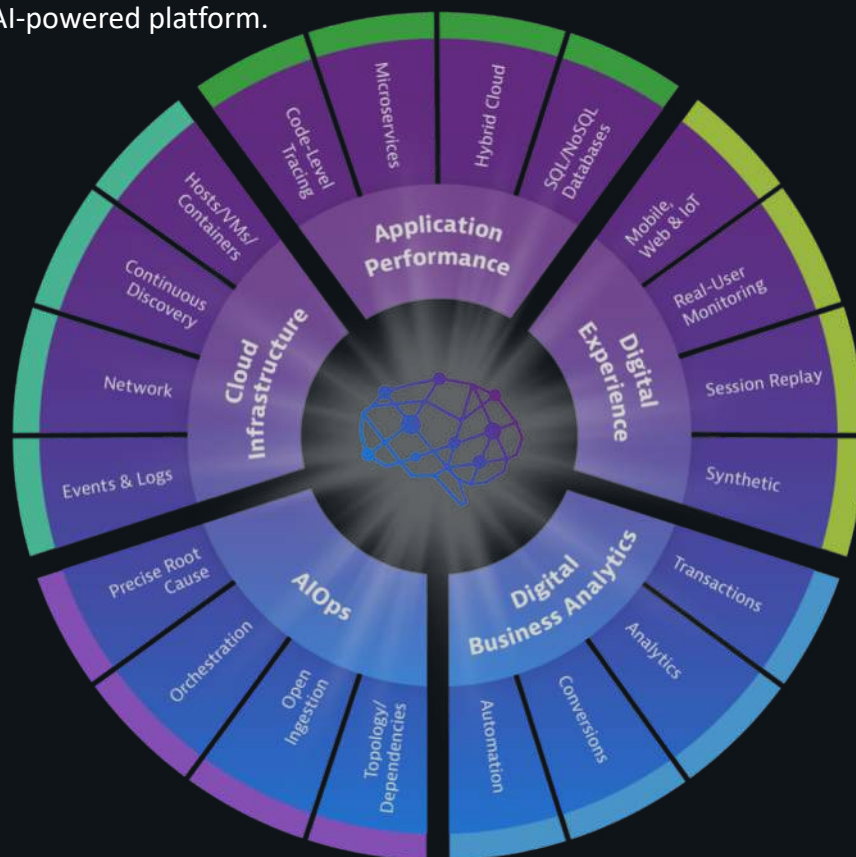 AI-powered platform.
Application
Performance
Code-Level
Tracing
Microservices
Hybrid Cloud
SQL/NoSQL
Databases
Digital
Experience
Mobile,
Web & IoT
Real-User
Monitoring
Session Replay
Synthetic
Digital
Business Analytics
Transactions
Analytics
Conversions
Automation
AIOps
Topology/
Dependencies
Open
Ingestion
Orchestration
Precise Root
Cause
Cloud
Infrastructure
Events & Logs
Network
Continuous
Discovery
Hosts/VMs/
Containers